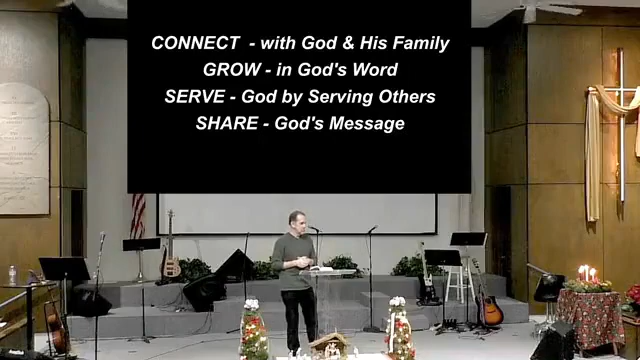 CONNECT - with God & His Family
GROW - in God's Word
SERVE - God by Serving Others
SHARE - God's Message